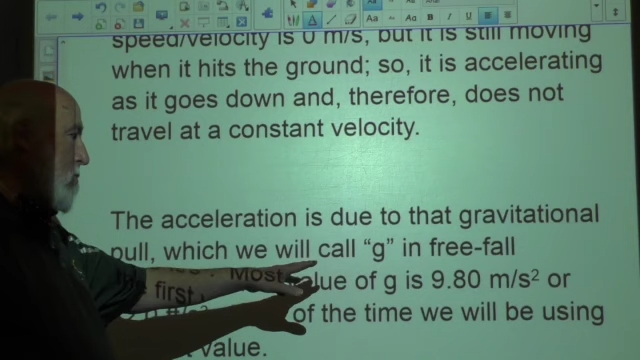 speed/velocity is 0 m/s, but it is still moving
when it hits the ground; so, it is accelerating
as it goes down and, therefore, does not
travel at a constant velocity.
The acceleration is due to that gravitational
pull, which we will call “g” in free-fall
Most value of g is 9.80 m/s² or
first of the time we will be using
value.